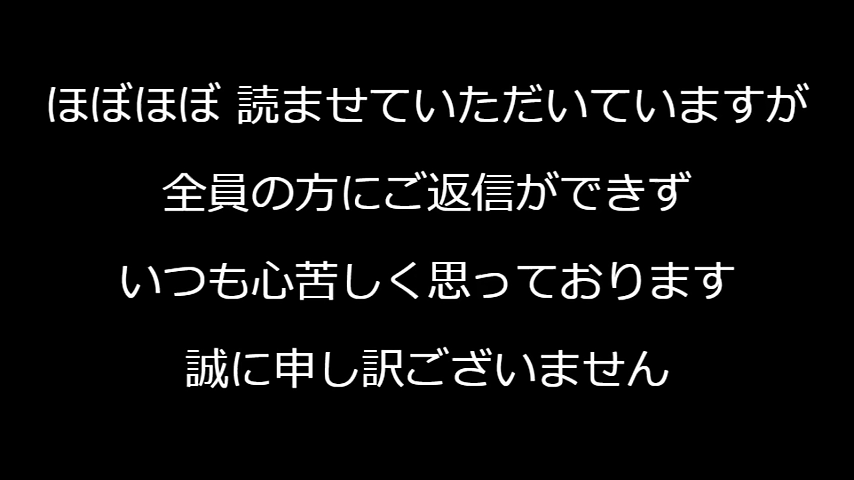 ほぼほぼ 読ませていただいていますが
全員の方にご返信ができず
いつも心苦しく思っております
誠に申し訳ございません